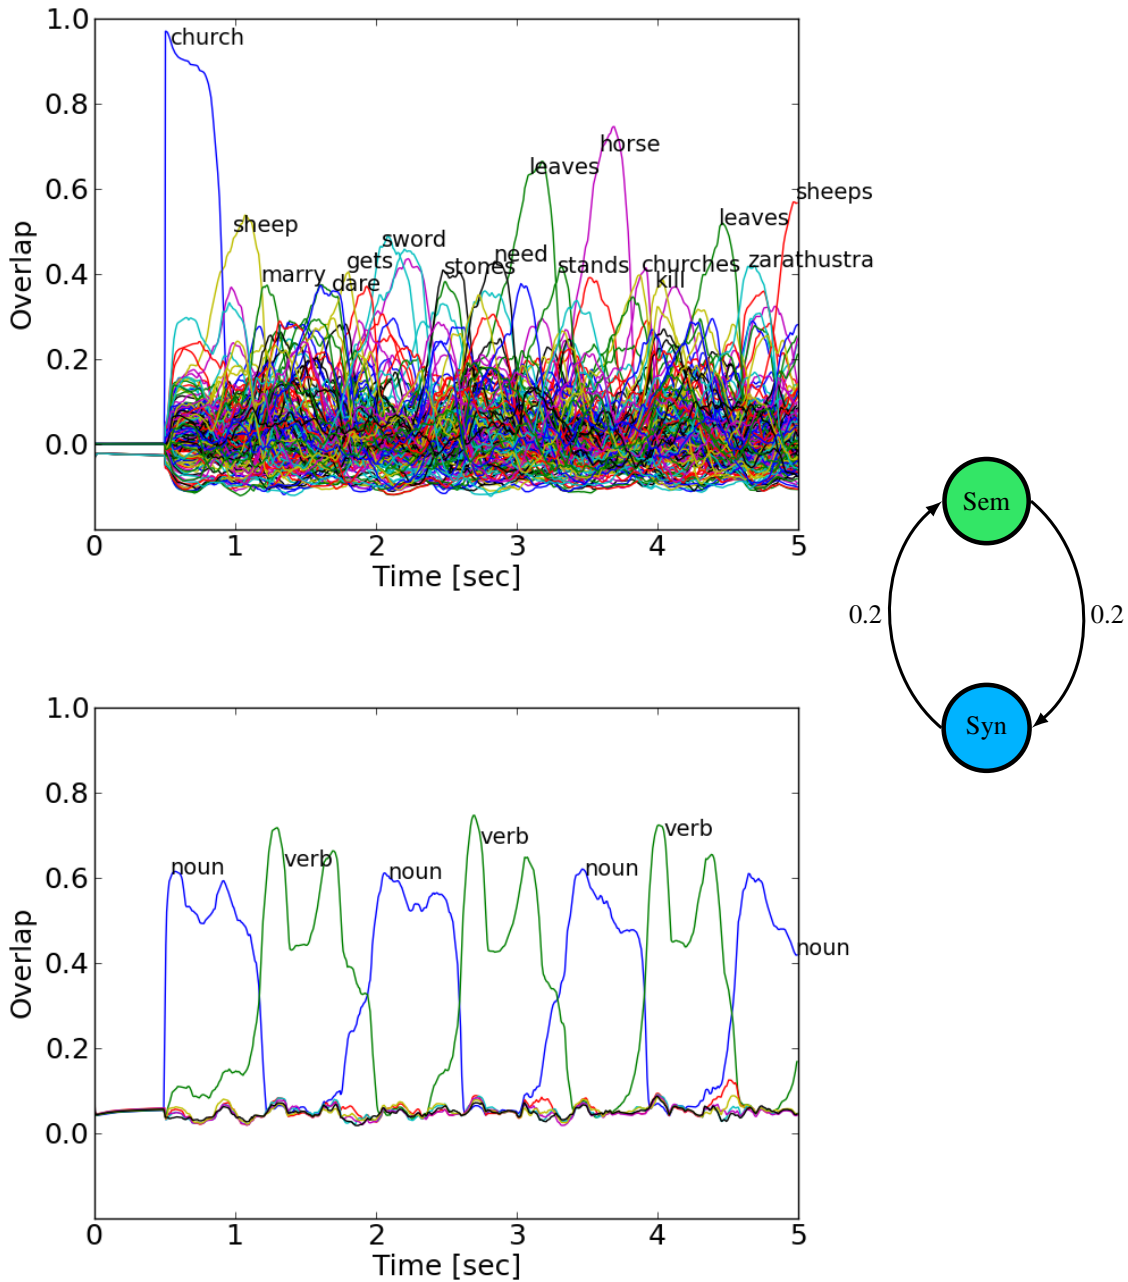 1.0
church
0.8
horse
leaves
0.6
sheeps
leaves
sheep
sword
need
gets
zarathustra
churches
stands
stones
0.4
marry
kill
dare
0.2
0.0
Overlap
0 1 2 3 4 5
Time [sec]
Sem
0.2 0.2
Syn
1.0
0.8
verb
verb
verb
noun
noun
noun
0.6
noun
0.4
0.2
0.0
Overlap
0 1 2 3 4 5
Time [sec]